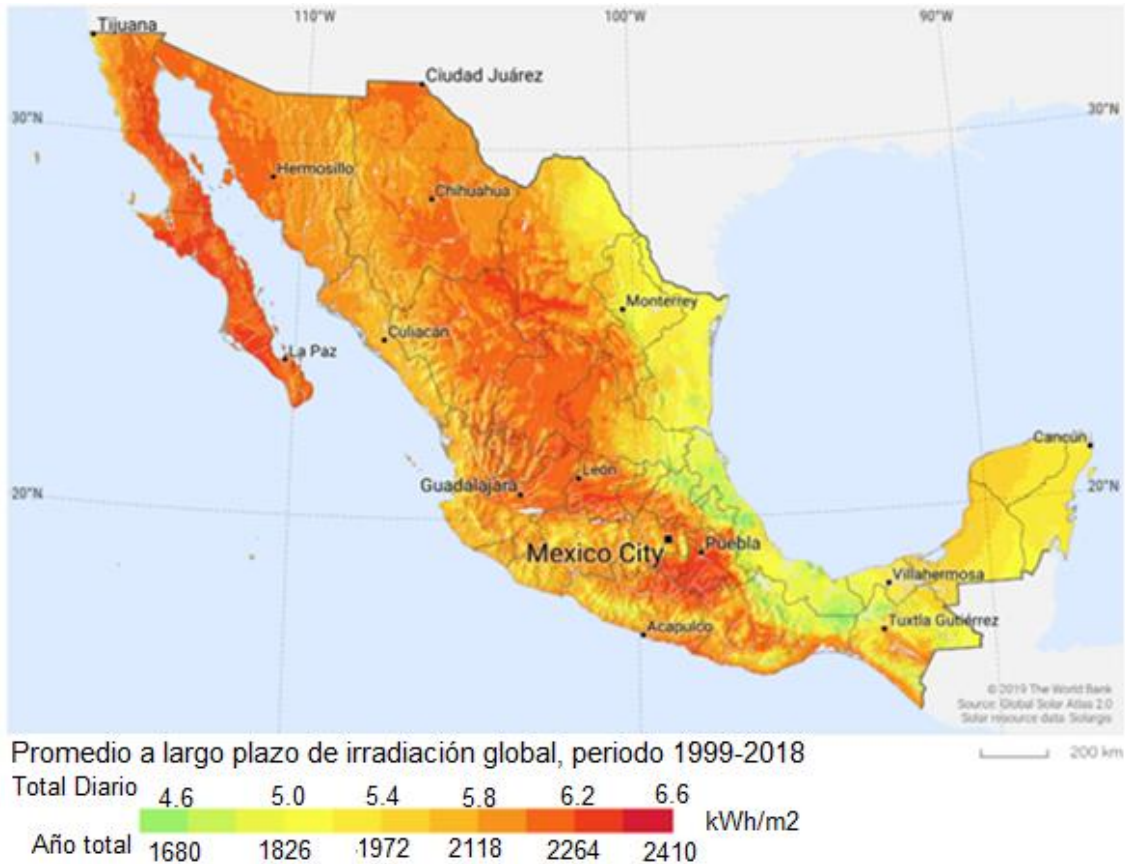 110°W 100°W 90°W
Tijuana
Ciudad Juárez
30°N 30°N
Hermosillo
Chihuahua
Monterrey
Culiacán
La Paz
Cancún
León
20°N Guadalajara 20°N
Mexico City Puebla
Villahermosa
Acapulco Tuxtla Gutiérrez
© 2019 The World Bank
Source: Global Solar Atlas 2.0
Solar resource data: Solargis
Promedio a largo plazo de irradiación global, periodo 1999-2018
200 km
Total Diario 4.6 5.0 5.4 5.8 6.2 6.6
kWh/m2
Año total 1680 1826 .1972 2118 2264 2410